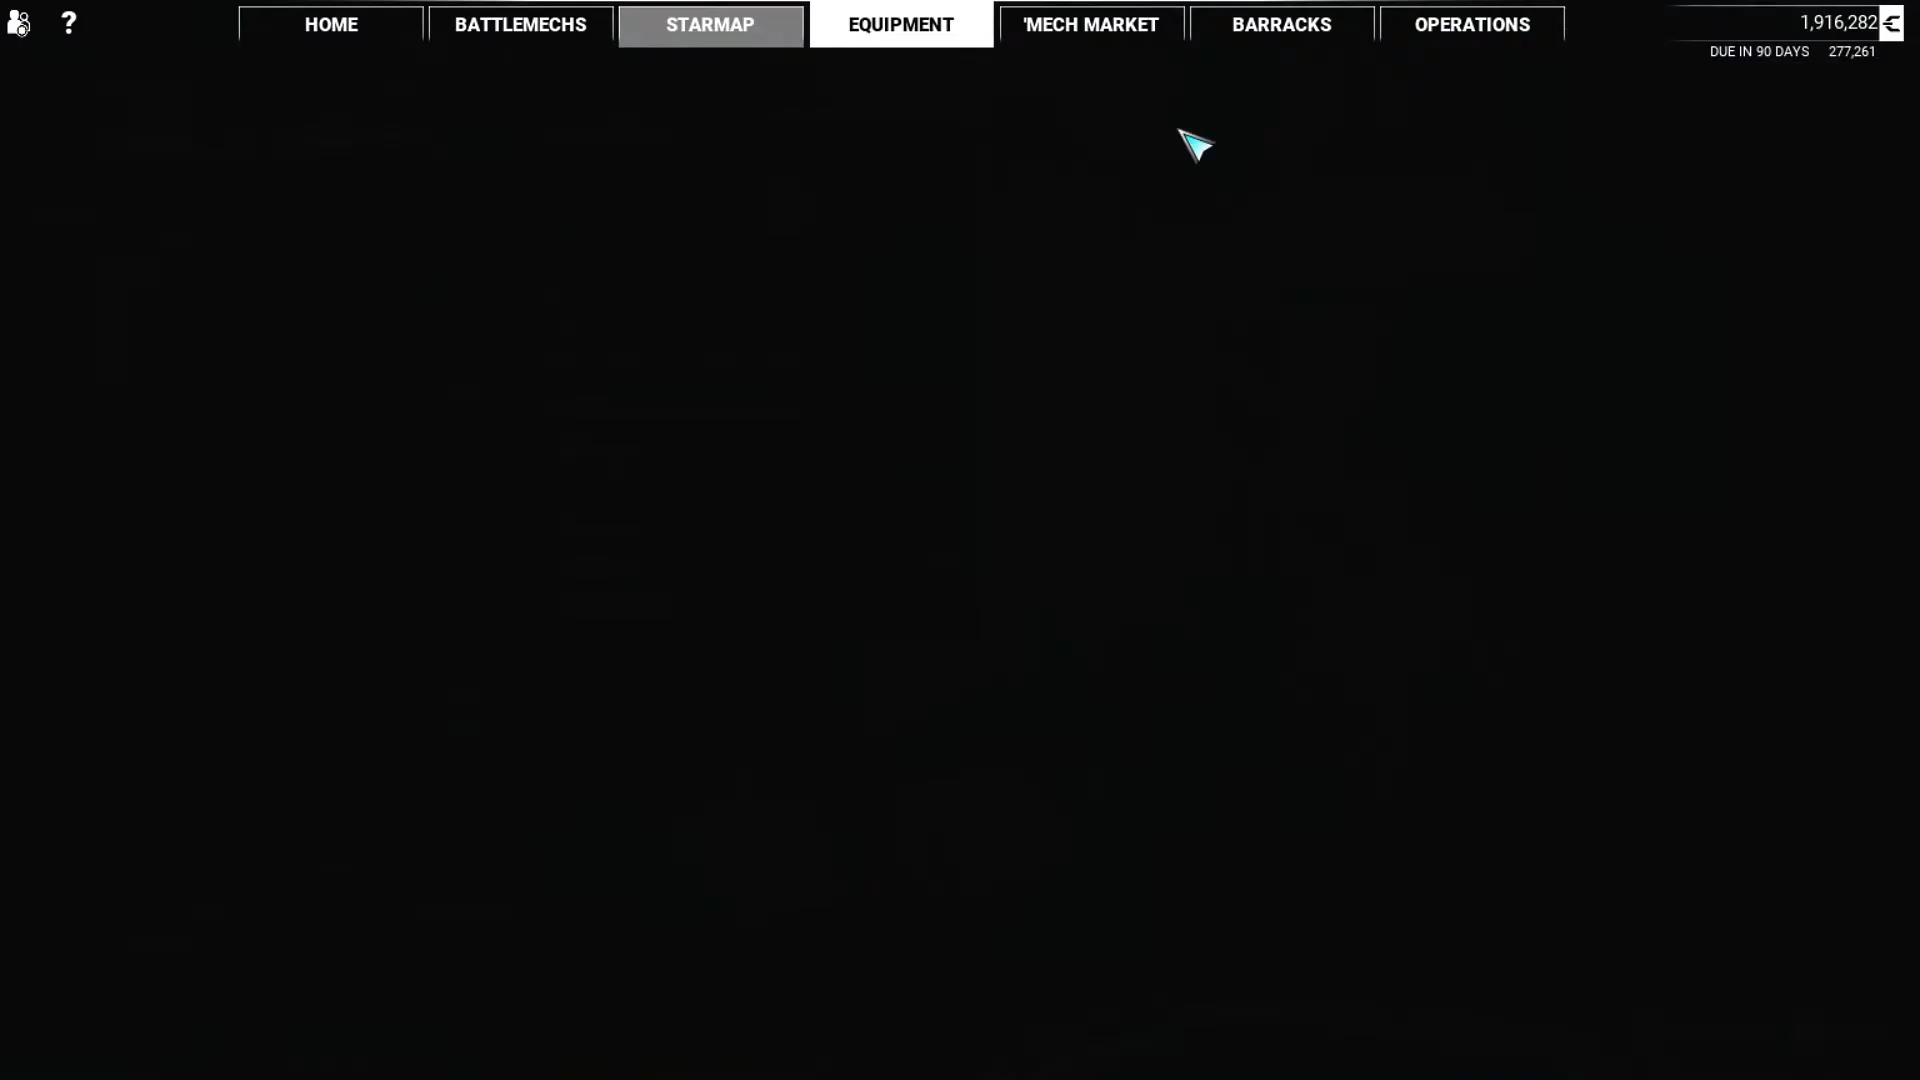 ?
HOME
BATTLEMECHS
STARMAP
EQUIPMENT
'MECH MARKET
BARRACKS
OPERATIONS
1,916,282
DUE IN 90 DAYS 277,261